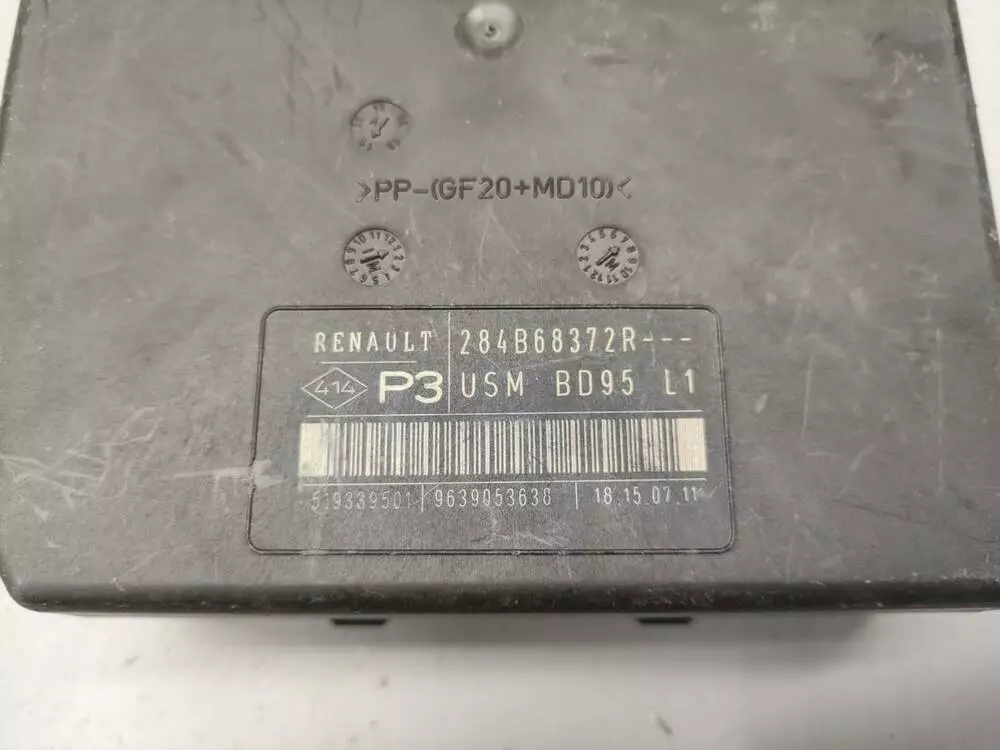 >PP-(GF20+MD10)<
RENAULT 284B68372R---
414 P3 USM BD95 L1
519339501 9639053638 18 15.07.11